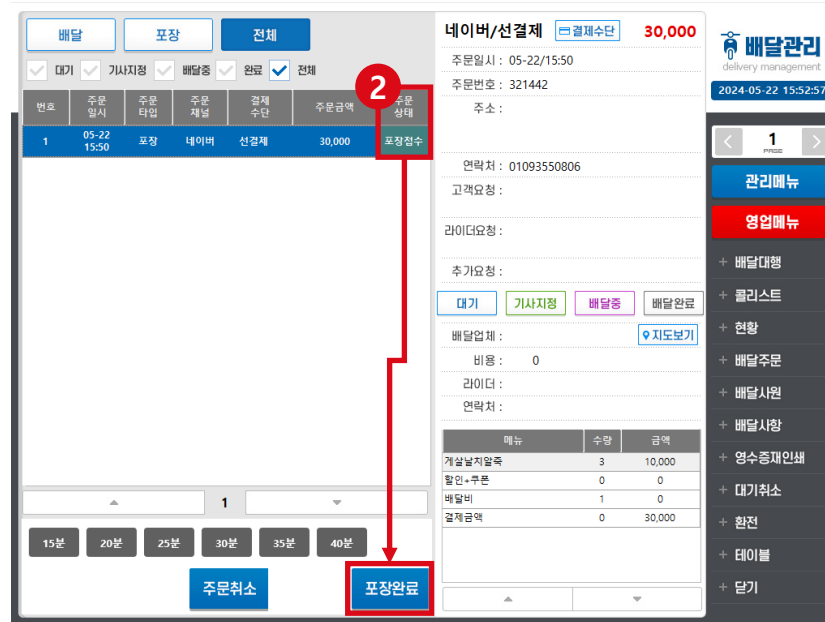 배달 포장 전체
대기 기사지정 배달중 완료 전체
2
번호 주문일시 주문타입 주문채널 결제수단 주문금액 주문상태
1 05-22 15:50 포장 네이버 선결제 30,000 포장접수
1
15분 20분 25분 30분 35분 40분
주문취소 포장완료
네이버/선결제 결제수단 30,000
주문일시 : 05-22/15:50
주문번호 : 321442
주소 :
연락처 : 01093550806
고객요청 :
라이더요청 :
추가요청 :
대기 기사지정 배달중 배달완료
배달업체 : 지도보기
비용 : 0
라이더 :
연락처 :
메뉴 수량 금액
게살날치알죽 3 10,000
할인+쿠폰 0 0
배달비 1 0
결제금액 0 30,000
배달관리
delivery management
2024-05-22 15:52:57
< 1 >
PAGE
관리메뉴
영업메뉴
+ 배달대행
+ 콜리스트
+ 현황
+ 배달주문
+ 배달사원
+ 배달사항
+ 영수증재인쇄
+ 대기취소
+ 환전
+ 테이블
+ 닫기